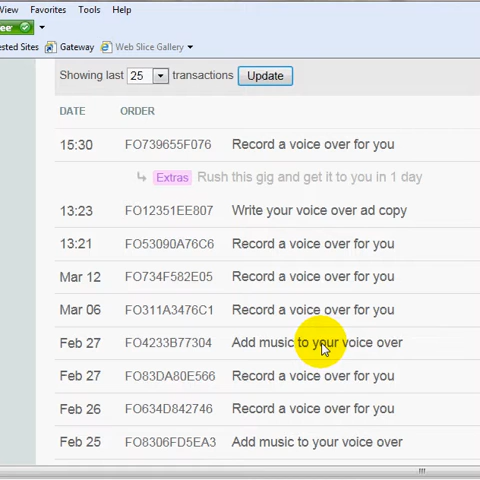 View Favorites Tools Help
ee
ested Sites Gateway Web Slice Gallery
Showing last 25 transactions Update
DATE ORDER
15:30 FO739655F076 Record a voice over for you
Extras Rush this gig and get it to you in 1 day
13:23 FO12351EE807 Write your voice over ad copy
13:21 FO53090A76C6 Record a voice over for you
Mar 12 FO734F582E05 Record a voice over for you
Mar 06 FO311A3476C1 Record a voice over for you
Feb 27 FO4233B77304 Add music to your voice over
Feb 27 FO83DA80E566 Record a voice over for you
Feb 26 FO634D842746 Record a voice over for you
Feb 25 FO8306FD5EA3 Add music to your voice over